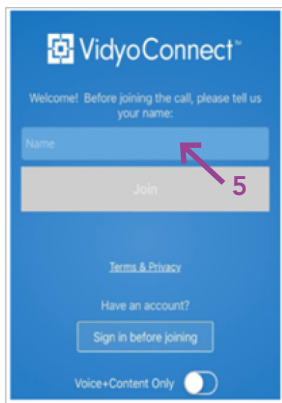 VidyoConnect™
Welcome! Before joining the call, please tell us
your name:
Name
5
Join
Terms & Privacy
Have an account?
Sign in before joining
Voice+Content Only